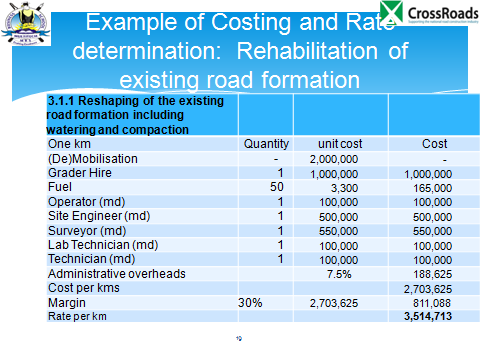 CrossRoads
Example of Costing and Rate
determination: Rehabilitation of
existing road formation
3.1.1 Reshaping of the existing
road formation including
watering and compaction
One km Quantity unit cost Cost
(De)Mobilisation - 2,000,000 -
Grader Hire 1 1,000,000 1,000,000
Fuel 50 3,300 165,000
Operator (md) 1 100,000 100,000
Site Engineer (md) 1 500,000 500,000
Surveyor (md) 1 550,000 550,000
Lab Technician (md) 1 100,000 100,000
Technician (md) 1 100,000 100,000
Administrative overheads 7.5% 188,625
Cost per kms 2,703,625
Margin 30% 2,703,625 811,088
Rate per km 3,514,713
19